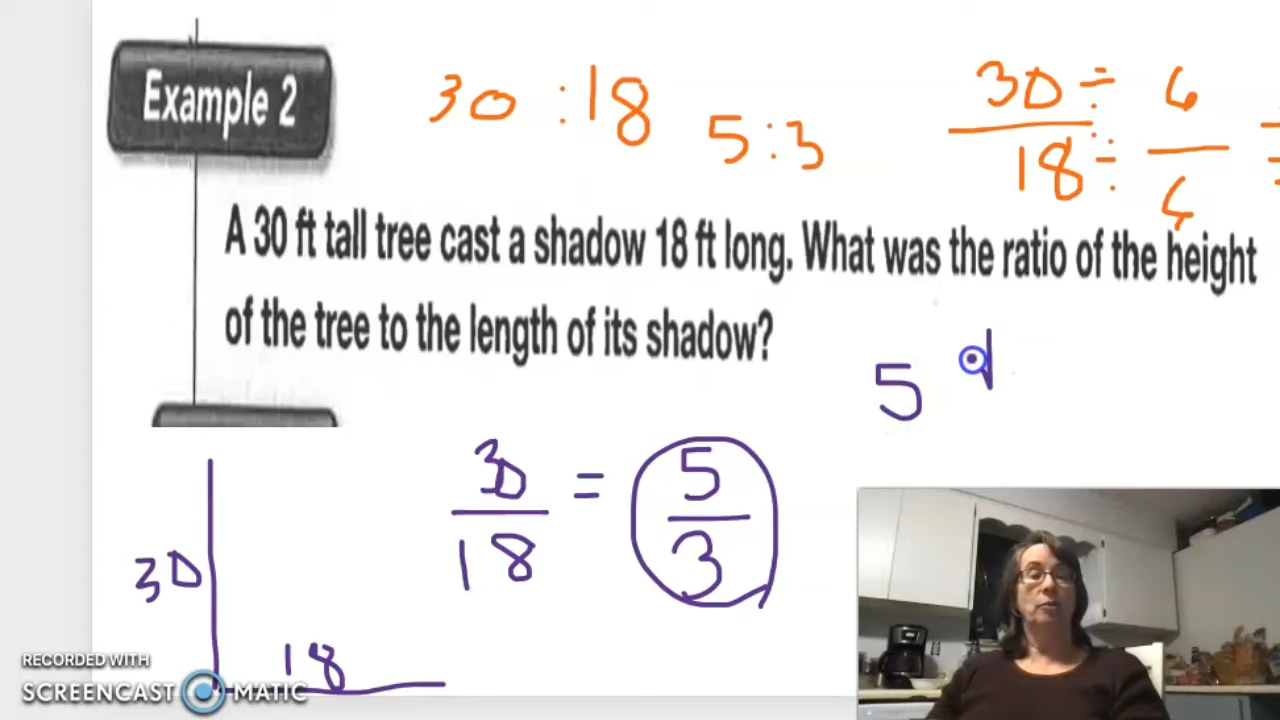 Example 2
30 : 18
5 : 3
30 ÷ 6
18 ÷ 6
A 30 ft tall tree cast a shadow 18 ft long. What was the ratio of the height
of the tree to the length of its shadow?
5
30 = 5
18 3
30
18
RECORDED WITH
SCREENCAST MATIC